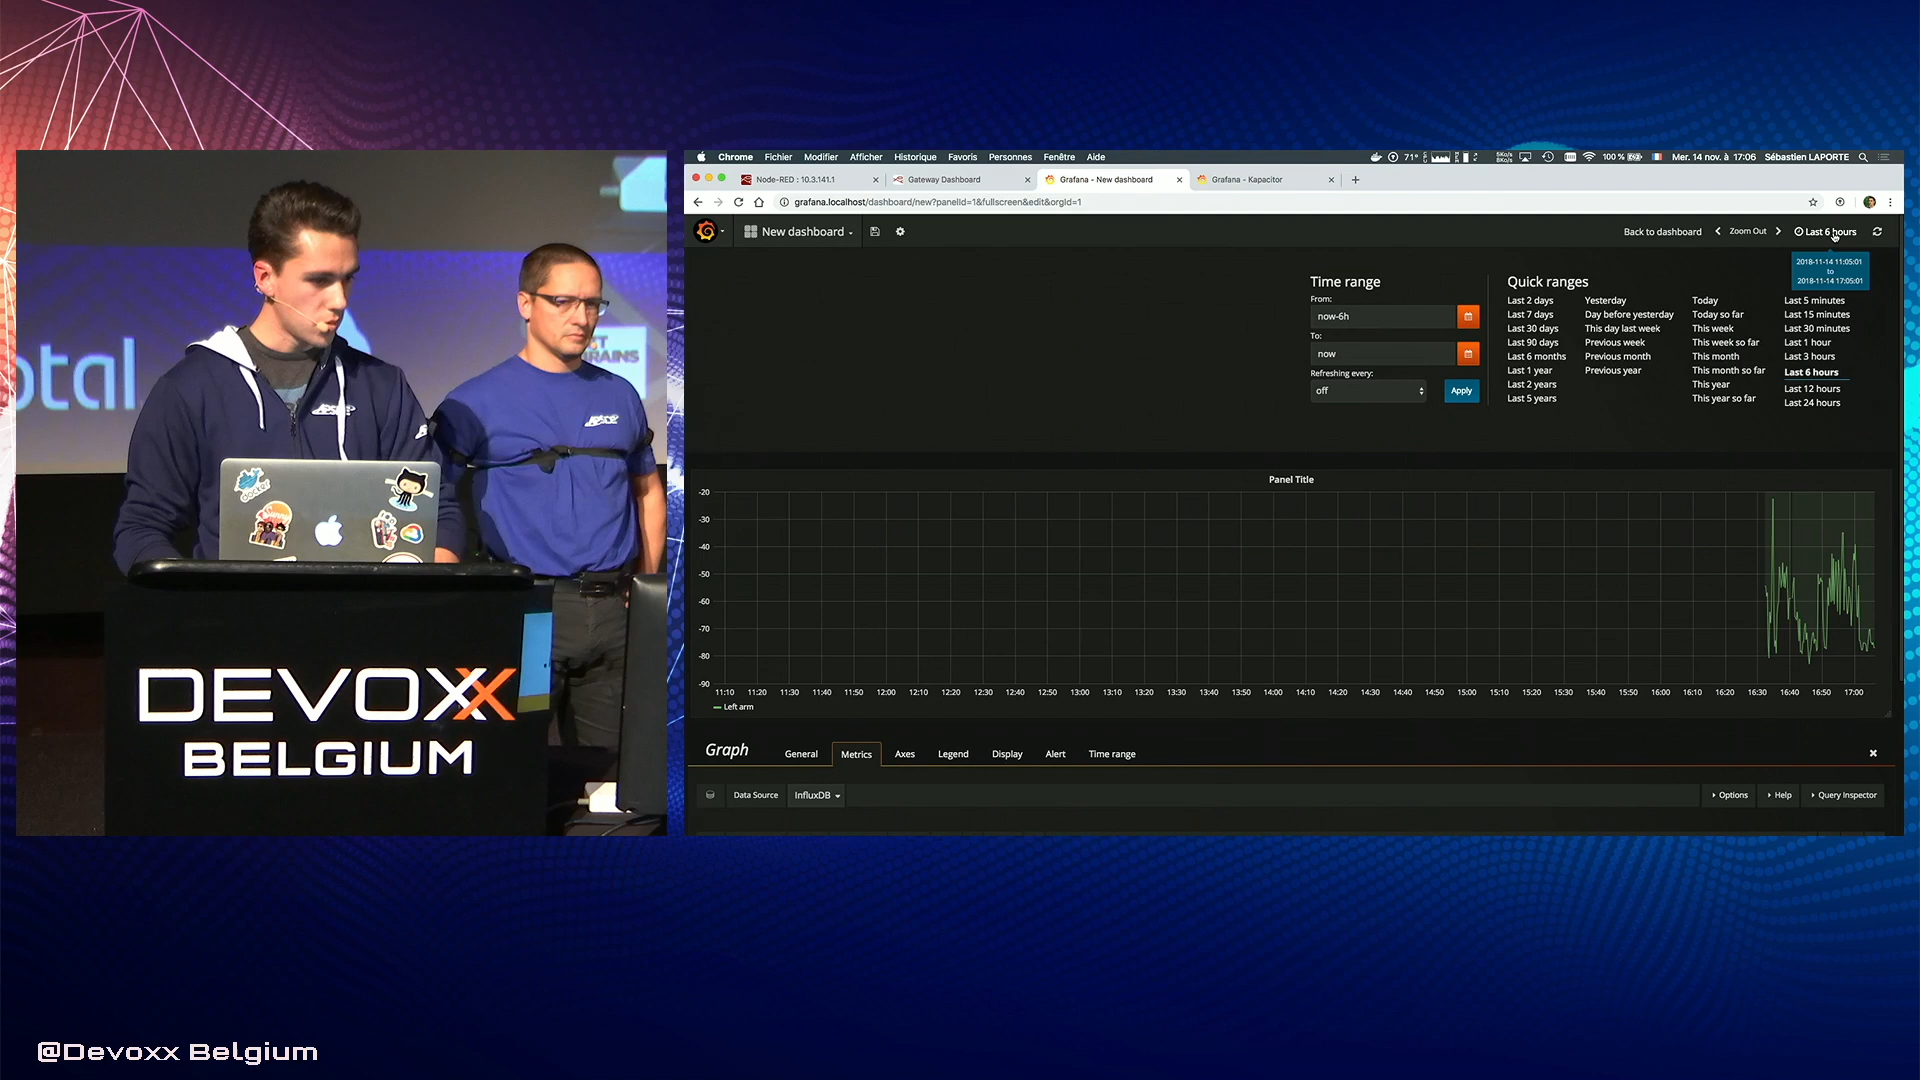 otal
ST
RAINS
docker
Sunny
DEVOXX
BELGIUM
Chrome Fichier Modifier Afficher Historique Favoris Personnes Fenêtre Aide
71° 100 % Mer. 14 nov. à 17:06 Sébastien LAPORTE
Node-RED : 10.3.141.1
Gateway Dashboard
Grafana - New dashboard
Grafana - Kapacitor
grafana.localhost/dashboard/new?panelId=1&fullscreen&edit&orgId=1
New dashboard
Back to dashboard Zoom Out Last 6 hours
2018-11-14 11:05:01
to
2018-11-14 17:05:01
Time range
From:
now-6h
To:
now
Refreshing every:
off Apply
Quick ranges
Last 2 days
Last 7 days
Last 30 days
Last 90 days
Last 6 months
Last 1 year
Last 2 years
Last 5 years
Yesterday
Day before yesterday
This day last week
Previous week
Previous month
Previous year
Today
Today so far
This week
This week so far
This month
This month so far
This year
This year so far
Last 5 minutes
Last 15 minutes
Last 30 minutes
Last 1 hour
Last 3 hours
Last 6 hours
Last 12 hours
Last 24 hours
Panel Title
-20
-30
-40
-50
-60
-70
-80
-90
11:10 11:20 11:30 11:40 11:50 12:00 12:10 12:20 12:30 12:40 12:50 13:00 13:10 13:20 13:30 13:40 13:50 14:00 14:10 14:20 14:30 14:40 14:50 15:00 15:10 15:20 15:30 15:40 15:50 16:00 16:10 16:20 16:30 16:40 16:50 17:00
Left arm
Graph General Metrics Axes Legend Display Alert Time range
Data Source InfluxDB Options Help Query Inspector
@Devoxx Belgium